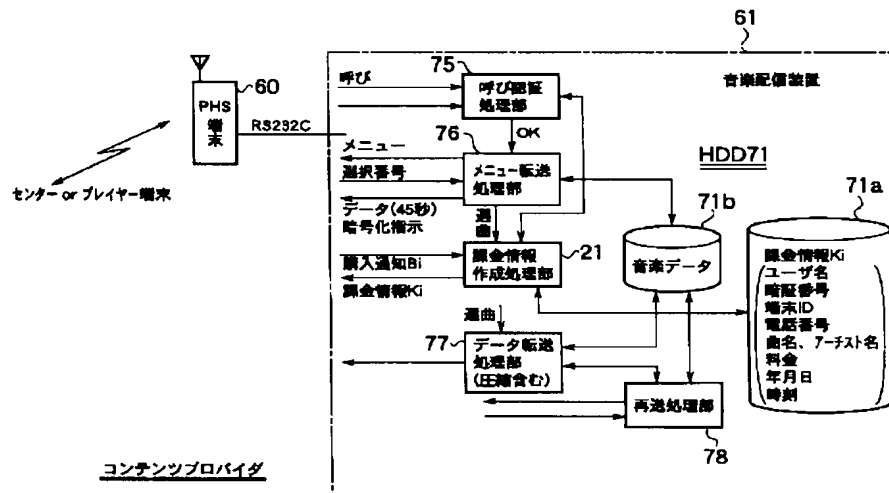 61
音楽配信装置
60
PHS
端末
RS232C
センター or プレイヤー端末
呼び
75
呼び認証
処理部
OK
76
メニュー
選択番号
メニュー転送
処理部
データ(45秒)
暗号化指示
選曲
HDD71
71b
音楽データ
71a
課金情報Ki
ユーザ名
暗証番号
端末ID
電話番号
曲名、アーチスト名
料金
年月日
時刻
購入通知Bi
課金情報Ki
課金情報
作成処理部
21
選曲
77
データ転送
処理部
(圧縮含む)
再送処理部
78
コンテンツプロバイダ